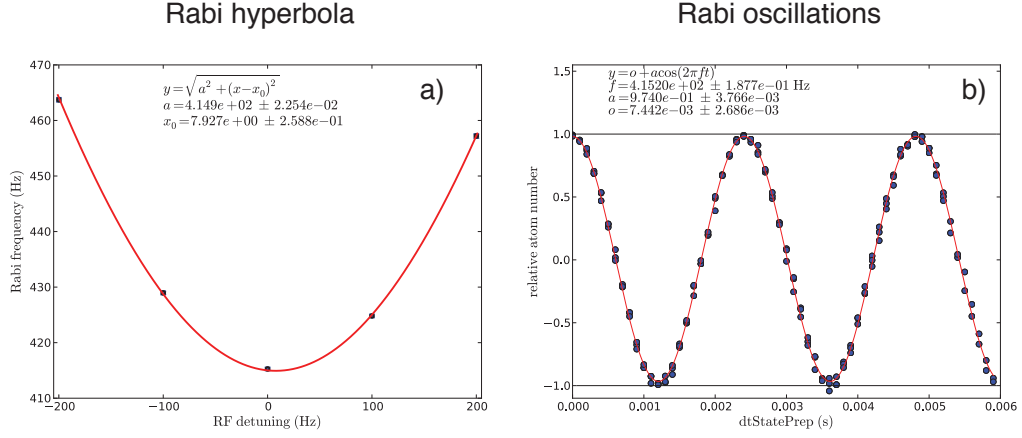 Rabi hyperbola
Rabi oscillations
470
460
450
440
430
420
410
−200
−100
0
100
200
Rabi frequency (Hz)
RF detuning (Hz)
y=√(a² +(x−x₀)²)
a=4.149e+02 ± 2.254e−02
x₀=7.927e+00 ± 2.588e−01
a)
1.5
1.0
0.5
0.0
−0.5
−1.0
0.000
0.001
0.002
0.003
0.004
0.005
0.006
relative atom number
dtStatePrep (s)
y=o+acos(2πft)
f=4.1520e+02 ± 1.877e−01 Hz
a=9.740e−01 ± 3.766e−03
o=7.442e−03 ± 2.686e−03
b)